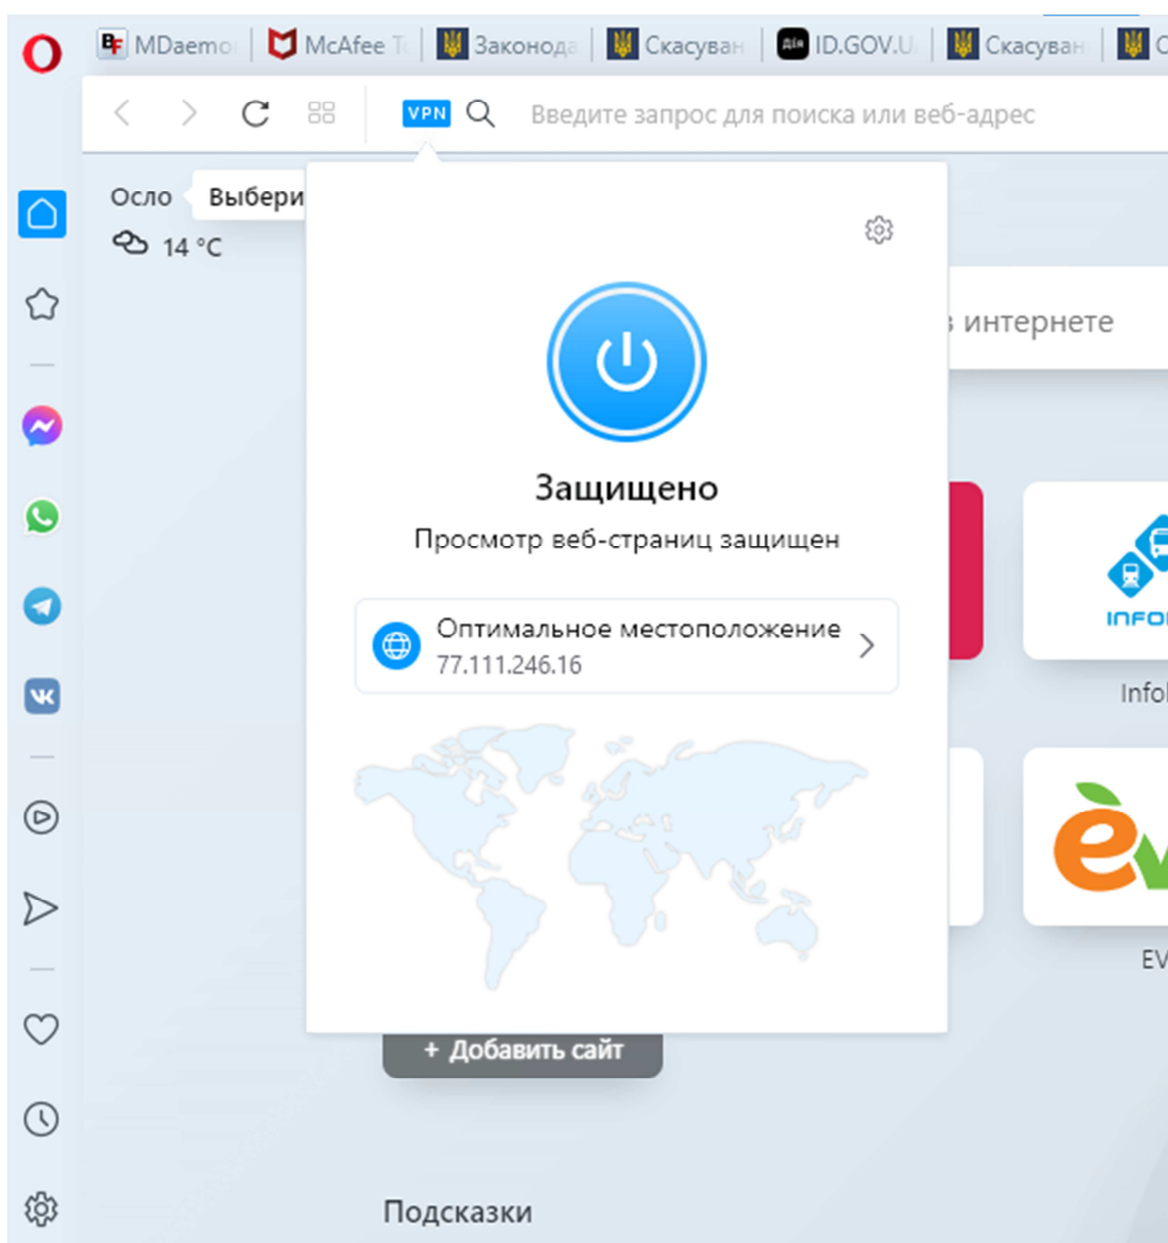 MDaemo
McAfee T
Законода
Скасуван
ID.GOV.U
Скасуван
VPN
Введите запрос для поиска или веб-адрес
Осло
Выбери
14 °C
Защищено
Просмотр веб-страниц защищен
Оптимальное местоположение
77.111.246.16
в интернете
Info
EV
+ Добавить сайт
Подсказки